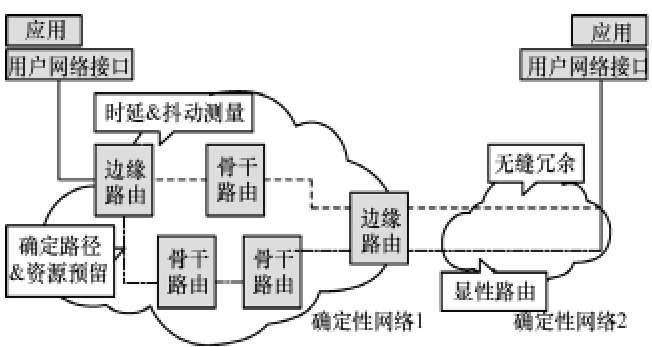 应用
用户网络接口
应用
用户网络接口
时延&抖动测量
边缘
路由
骨干
路由
无缝冗余
边缘
路由
确定路径
&资源预留
骨干
路由
骨干
路由
显性路由
确定性网络1
确定性网络2